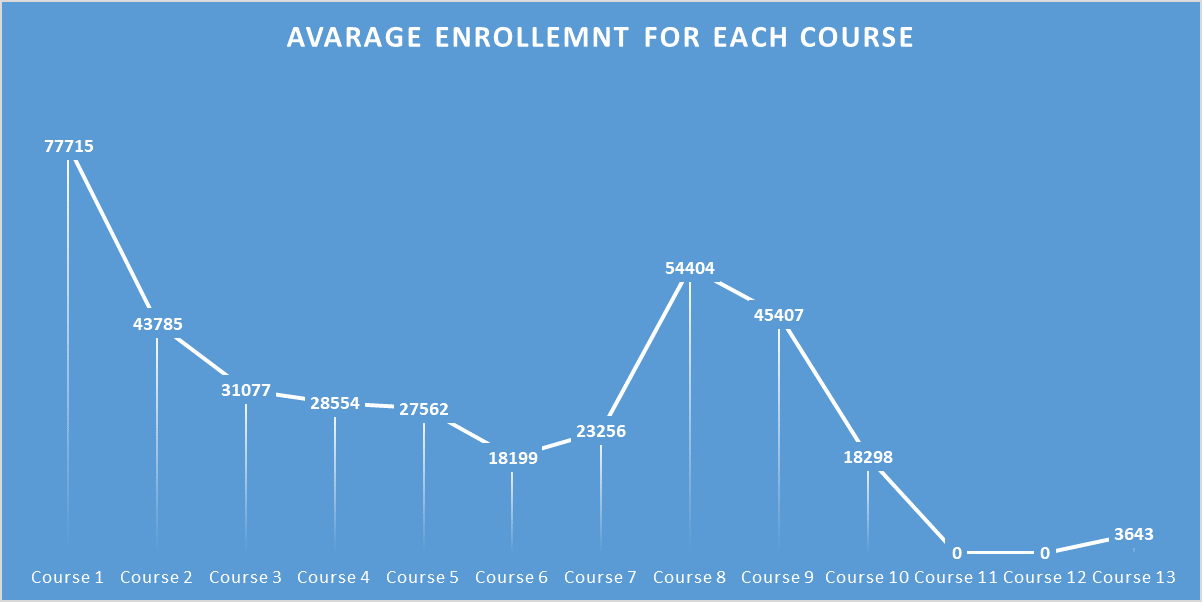 AVARAGE ENROLLEMNT FOR EACH COURSE
77715
43785
31077
28554
27562
18199
23256
54404
45407
18298
0
0
3643
Course 1
Course 2
Course 3
Course 4
Course 5
Course 6
Course 7
Course 8
Course 9
Course 10
Course 11
Course 12
Course 13